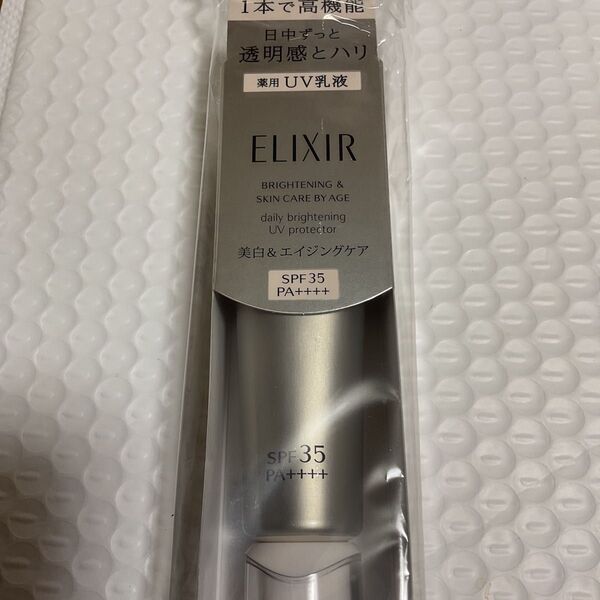 1本で高機能
日中ずっと
透明感とハリ
薬用 UV乳液
ELIXIR
BRIGHTENING &
SKIN CARE BY AGE
daily brightening
UV protector
美白&エイジングケア
SPF35
PA++++
SPF35
PA++++